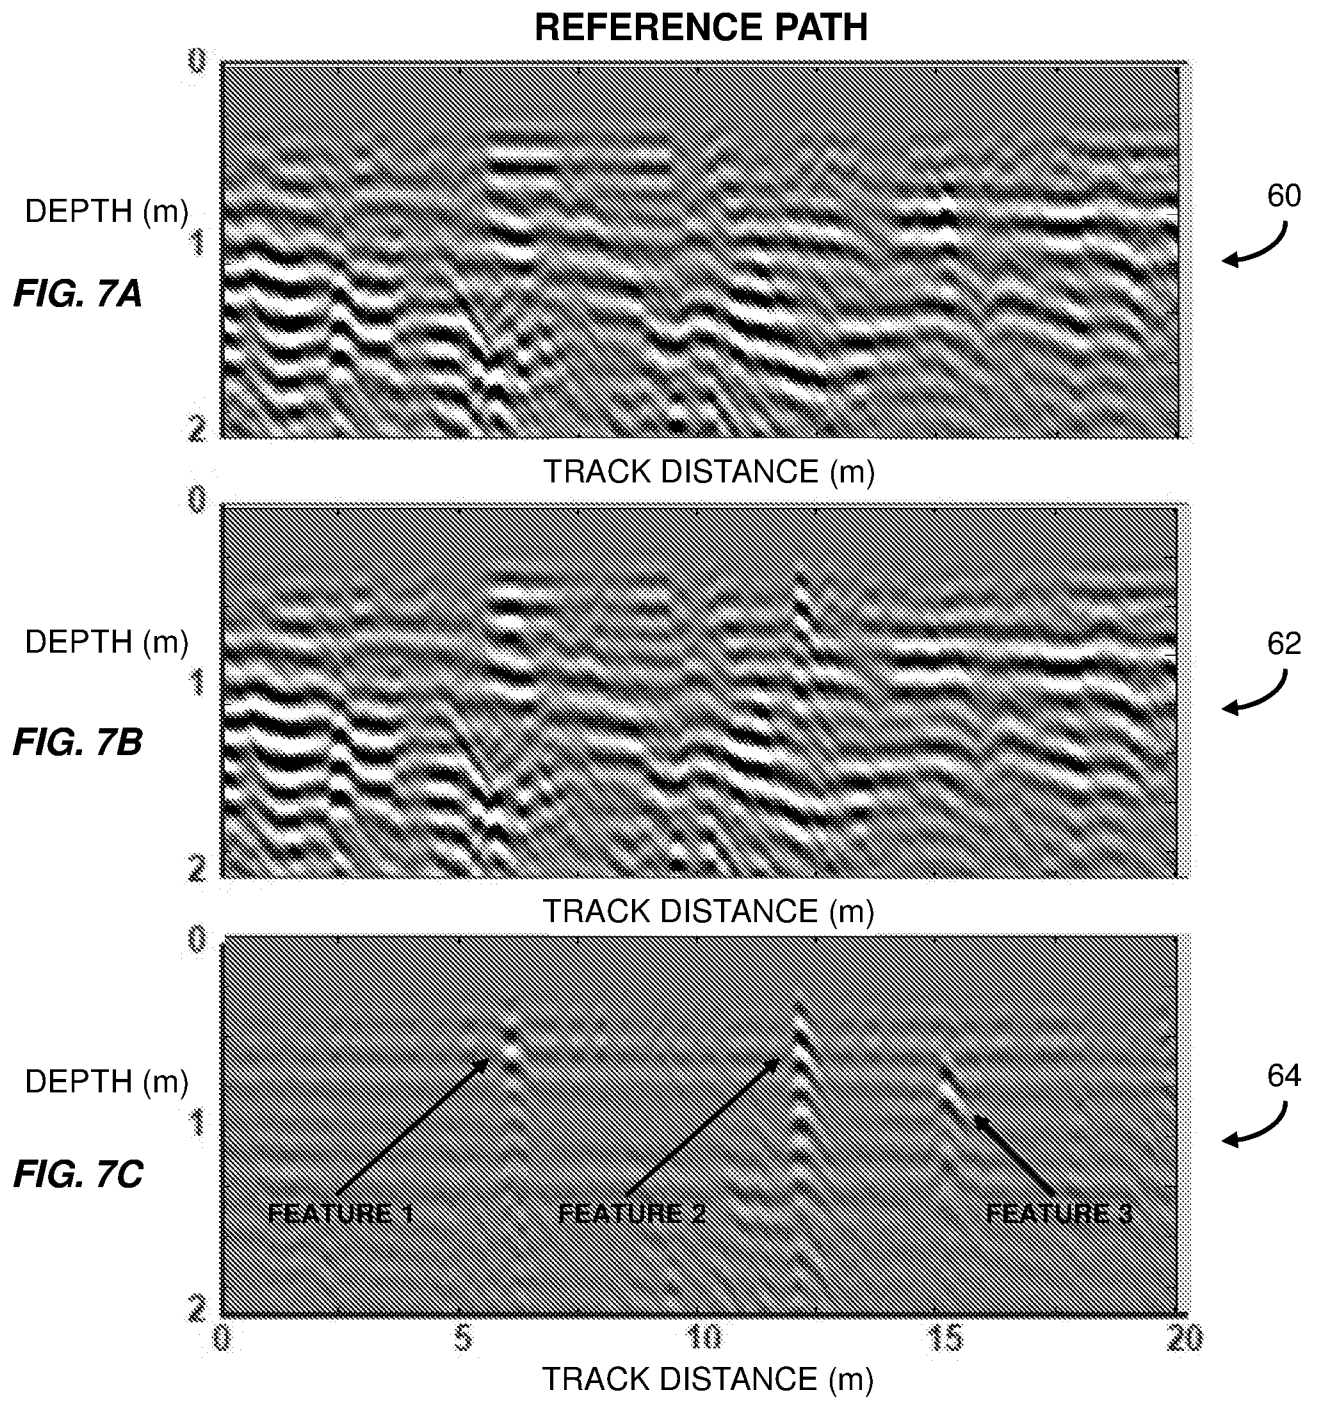 REFERENCE PATH
0
DEPTH (m)
1
2
FIG. 7A
60
TRACK DISTANCE (m)
0
DEPTH (m)
1
2
FIG. 7B
62
TRACK DISTANCE (m)
0
DEPTH (m)
1
2
FIG. 7C
64
FEATURE 1
FEATURE 2
FEATURE 3
0 5 10 15 20
TRACK DISTANCE (m)